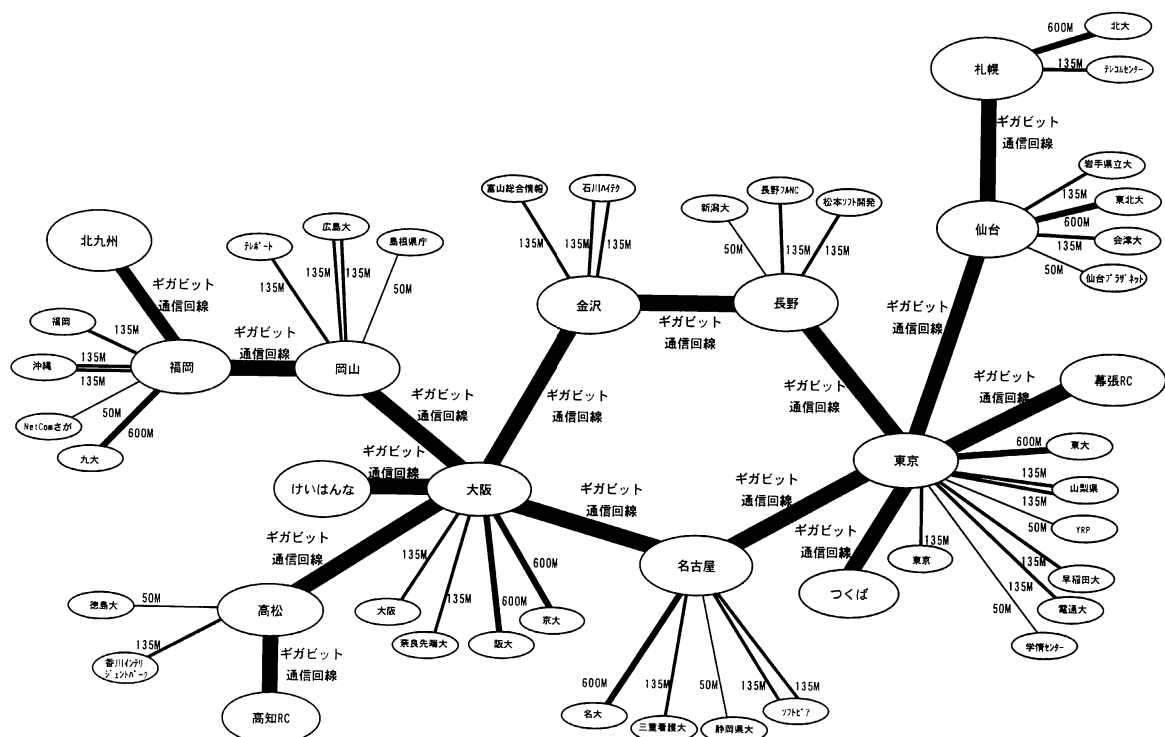 600M
北大
札幌
135M
テレコムセンター
ギガビット
通信回線
岩手県立大
135M
東北大
600M
仙台
会津大
135M
50M
仙台プラザネット
富山総合情報
石川ハイテク
135M
135M
135M
長野フルNC
新潟大
松本ソフト開発
50M
135M
135M
広島大
テレポート
島根県庁
135M
135M
135M
50M
北九州
ギガビット
通信回線
福岡
135M
沖縄
135M
135M
福岡
NetComさが
50M
九大
600M
ギガビット
通信回線
岡山
金沢
ギガビット
通信回線
長野
ギガビット
通信回線
ギガビット
通信回線
ギガビット
通信回線
ギガビット
通信回線
幕張RC
ギガビット
通信回線
ギガビット
通信回線
けいはんな
大阪
東京
600M
東大
135M
山梨県
135M
50M
YRP
135M
早稲田大
135M
電通大
50M
学情センター
135M
東京
ギガビット
通信回線
ギガビット
通信回線
ギガビット
通信回線
つくば
名古屋
ギガビット
通信回線
徳島大
50M
高松
135M
香川インテリ
ジェントパーク
ギガビット
通信回線
高知RC
135M
大阪
135M
奈良先端大
600M
阪大
600M
京大
600M
名大
135M
三重看護大
50M
静岡県大
135M
135M
ソフトピア